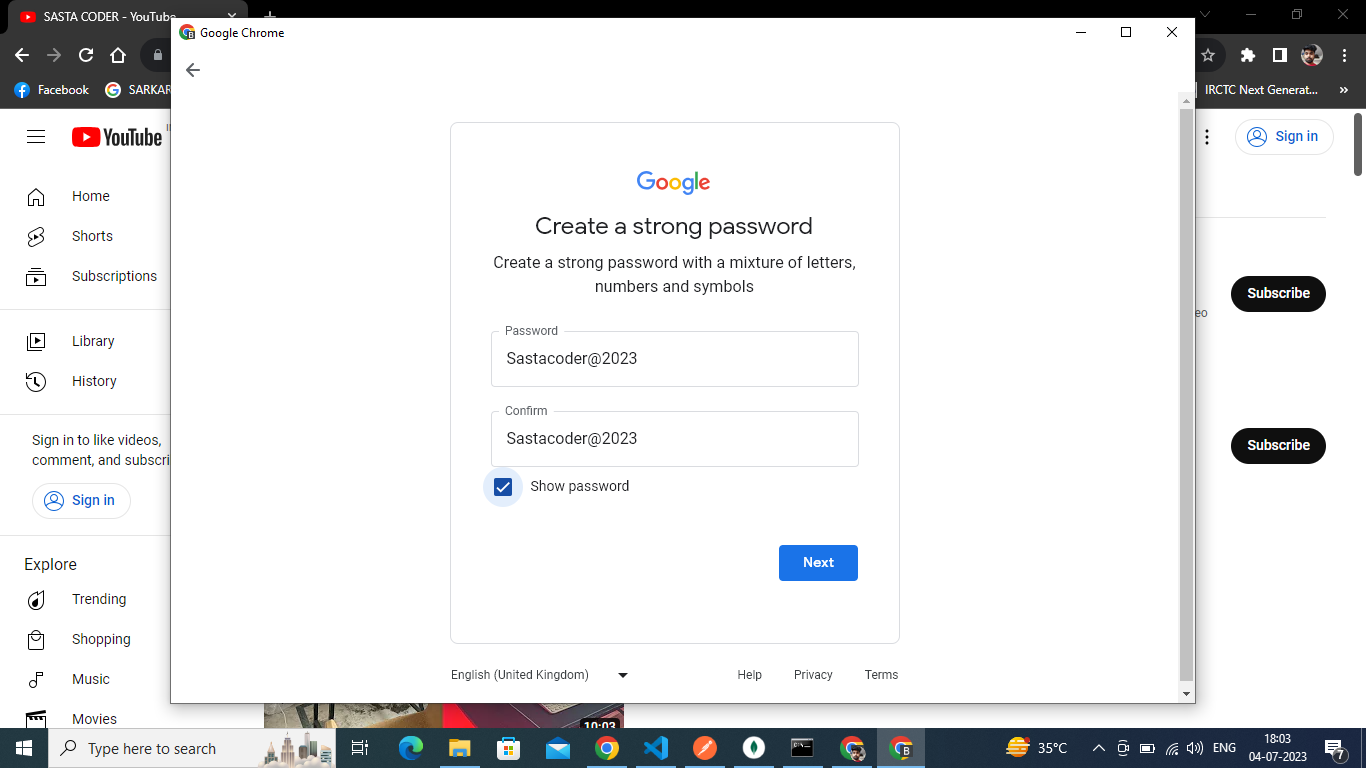 SASTA CODER - YouTube
Google Chrome
Facebook
SARKAR
IRCTC Next Generat...
YouTube
Sign in
Home
Shorts
Subscriptions
Library
History
Sign in to like videos,
comment, and subscri
Sign in
Explore
Trending
Shopping
Music
Movies
Google
Create a strong password
Create a strong password with a mixture of letters,
numbers and symbols
Password
Sastacoder@2023
Confirm
Sastacoder@2023
Show password
Next
English (United Kingdom)
Help Privacy Terms
Subscribe
eo
Subscribe
10:03
Type here to search
35°C
ENG
18:03
04-07-2023
7